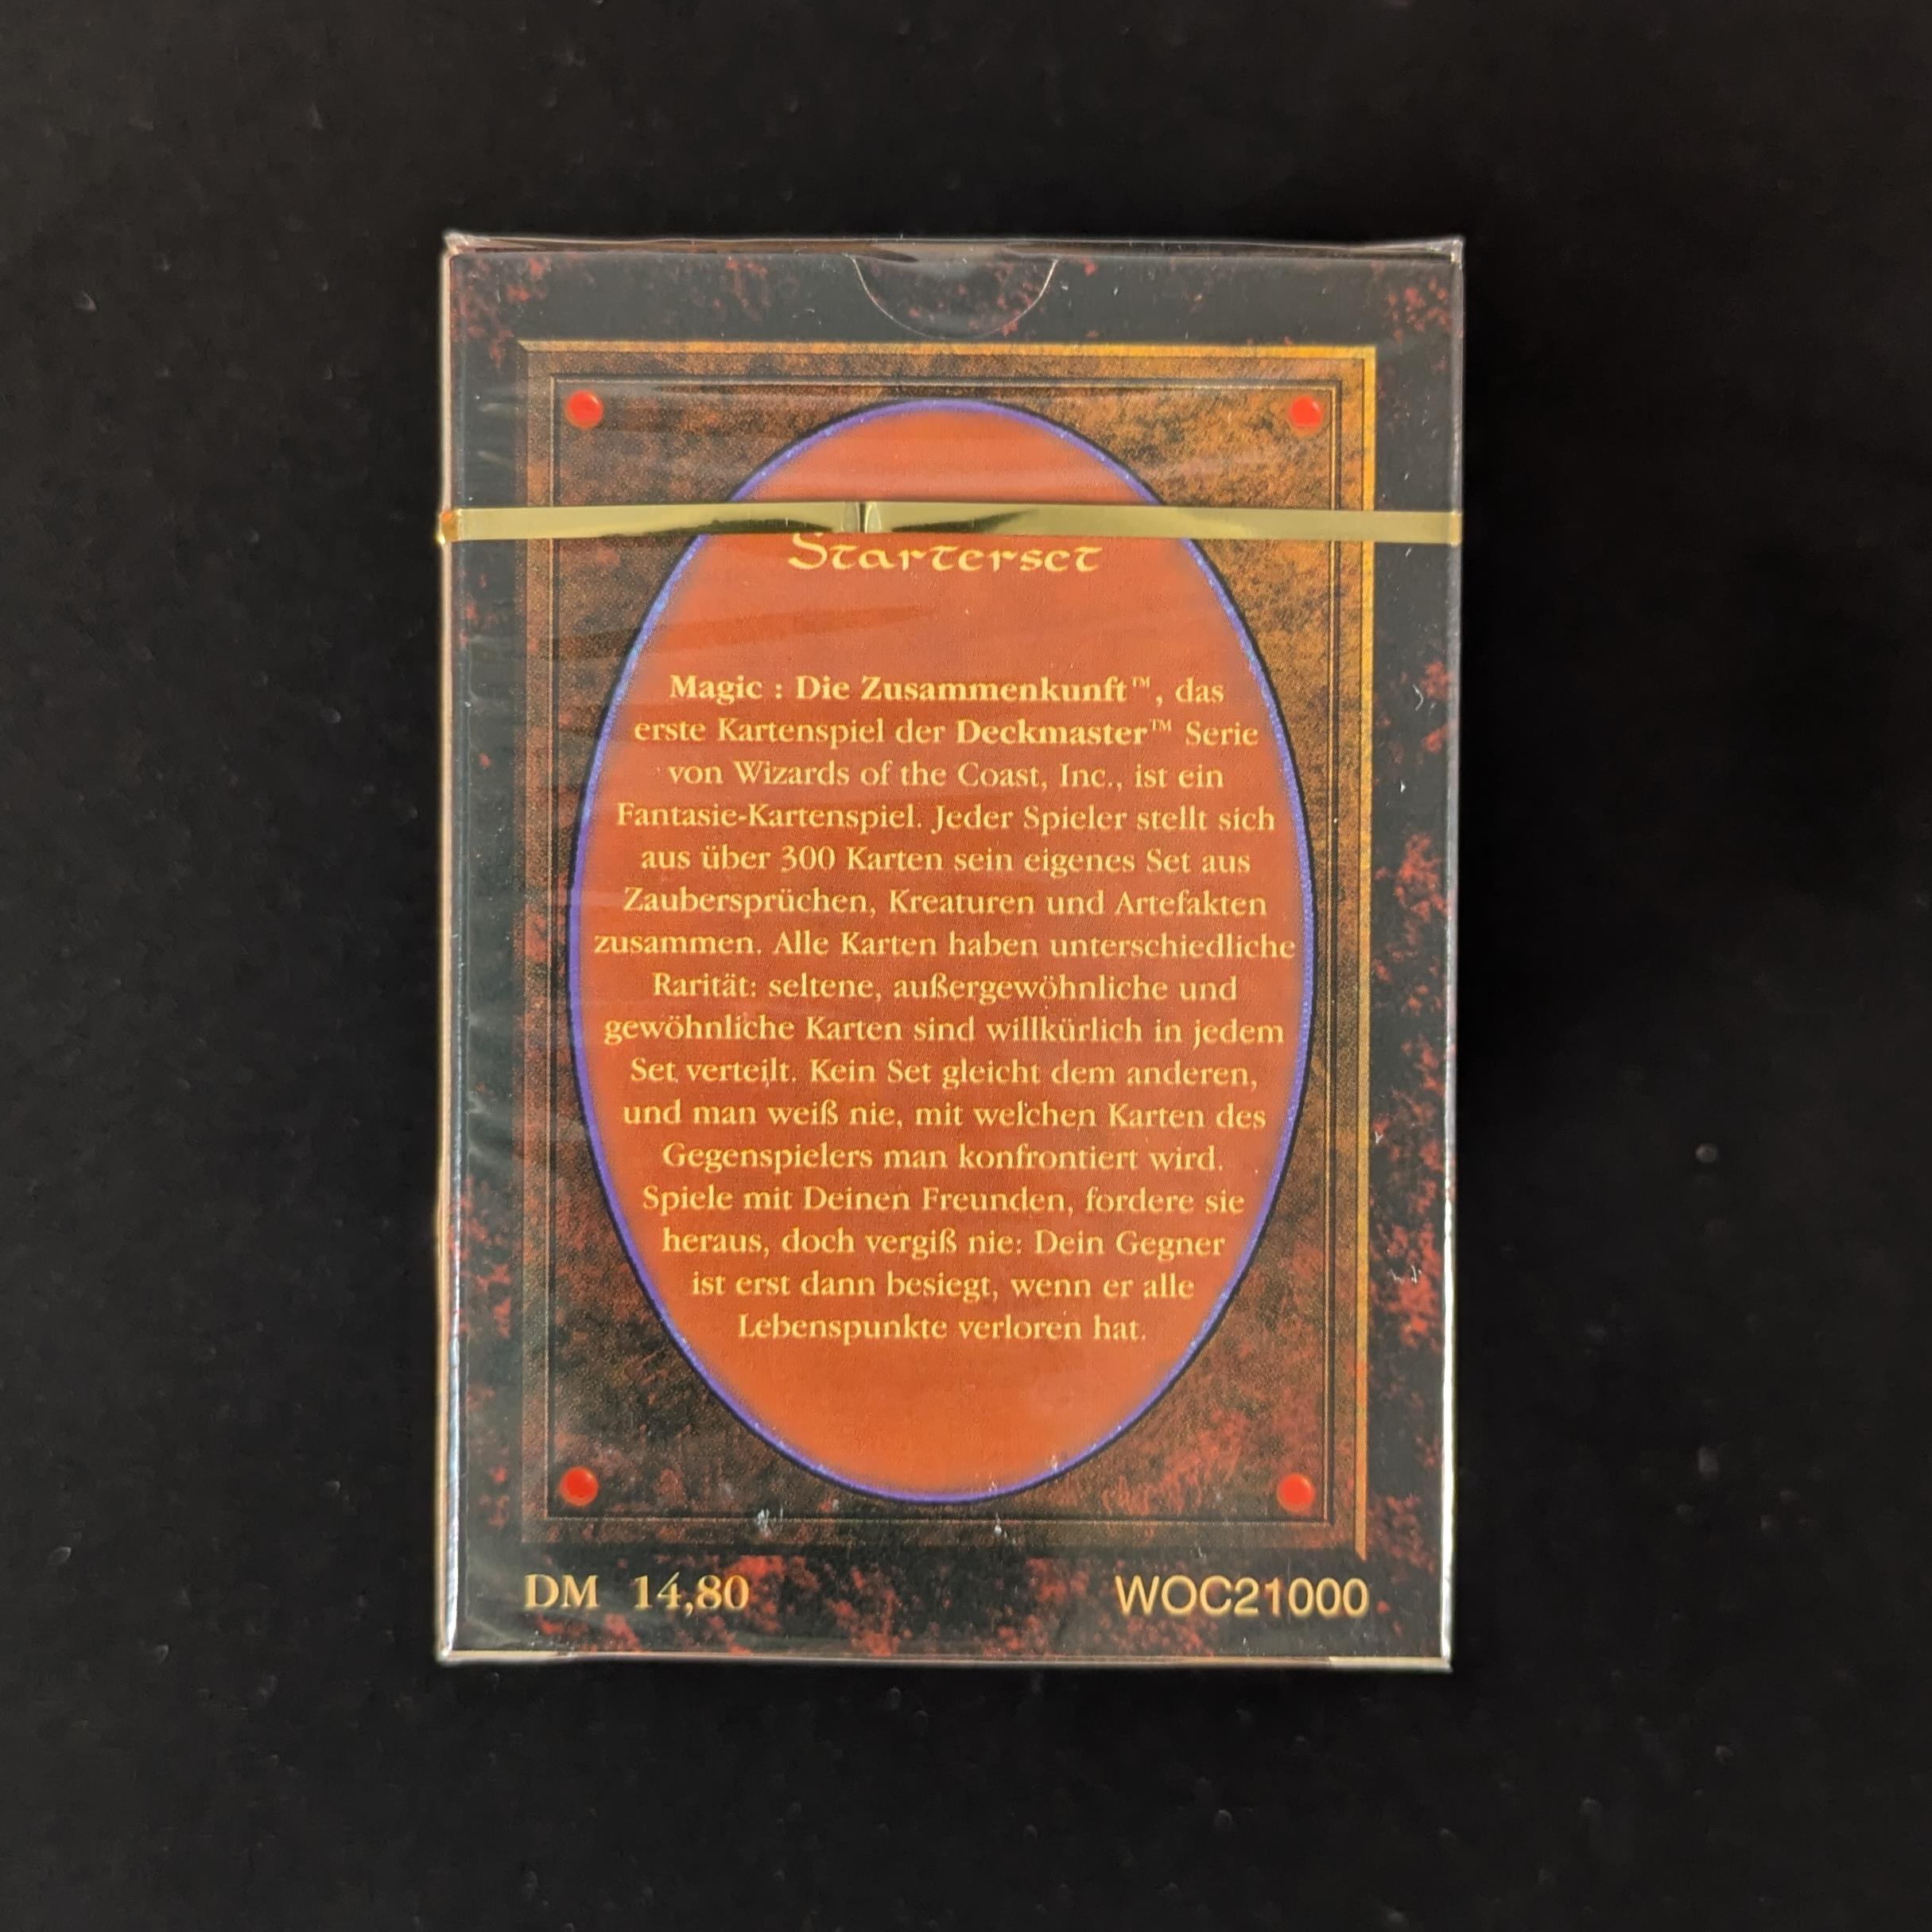 Starterset
Magic : Die Zusammenkunft™, das
erste Kartenspiel der Deckmaster™ Serie
von Wizards of the Coast, Inc., ist ein
Fantasie-Kartenspiel. Jeder Spieler stellt sich
aus über 300 Karten sein eigenes Set aus
Zaubersprüchen, Kreaturen und Artefakten
zusammen. Alle Karten haben unterschiedliche
Rarität: seltene, außergewöhnliche und
gewöhnliche Karten sind willkürlich in jedem
Set verteilt. Kein Set gleicht dem anderen,
und man weiß nie, mit welchen Karten des
Gegenspielers man konfrontiert wird.
Spiele mit Deinen Freunden, fordere sie
heraus, doch vergiß nie: Dein Gegner
ist erst dann besiegt, wenn er alle
Lebenspunkte verloren hat.
DM 14,80
WOC21000